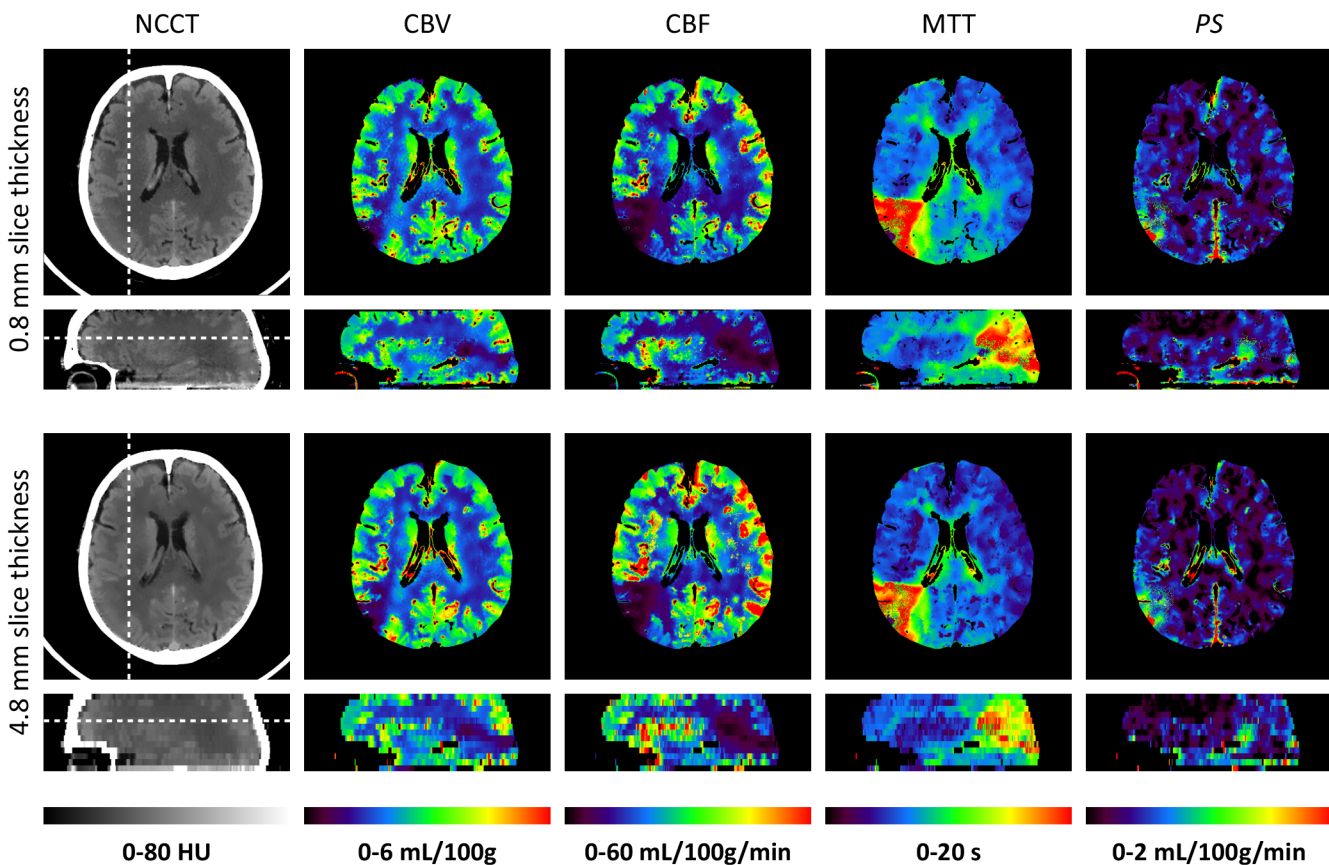 NCCT CBV CBF MTT PS
0.8 mm slice thickness
4.8 mm slice thickness
0-80 HU 0-6 mL/100g 0-60 mL/100g/min 0-20 s 0-2 mL/100g/min